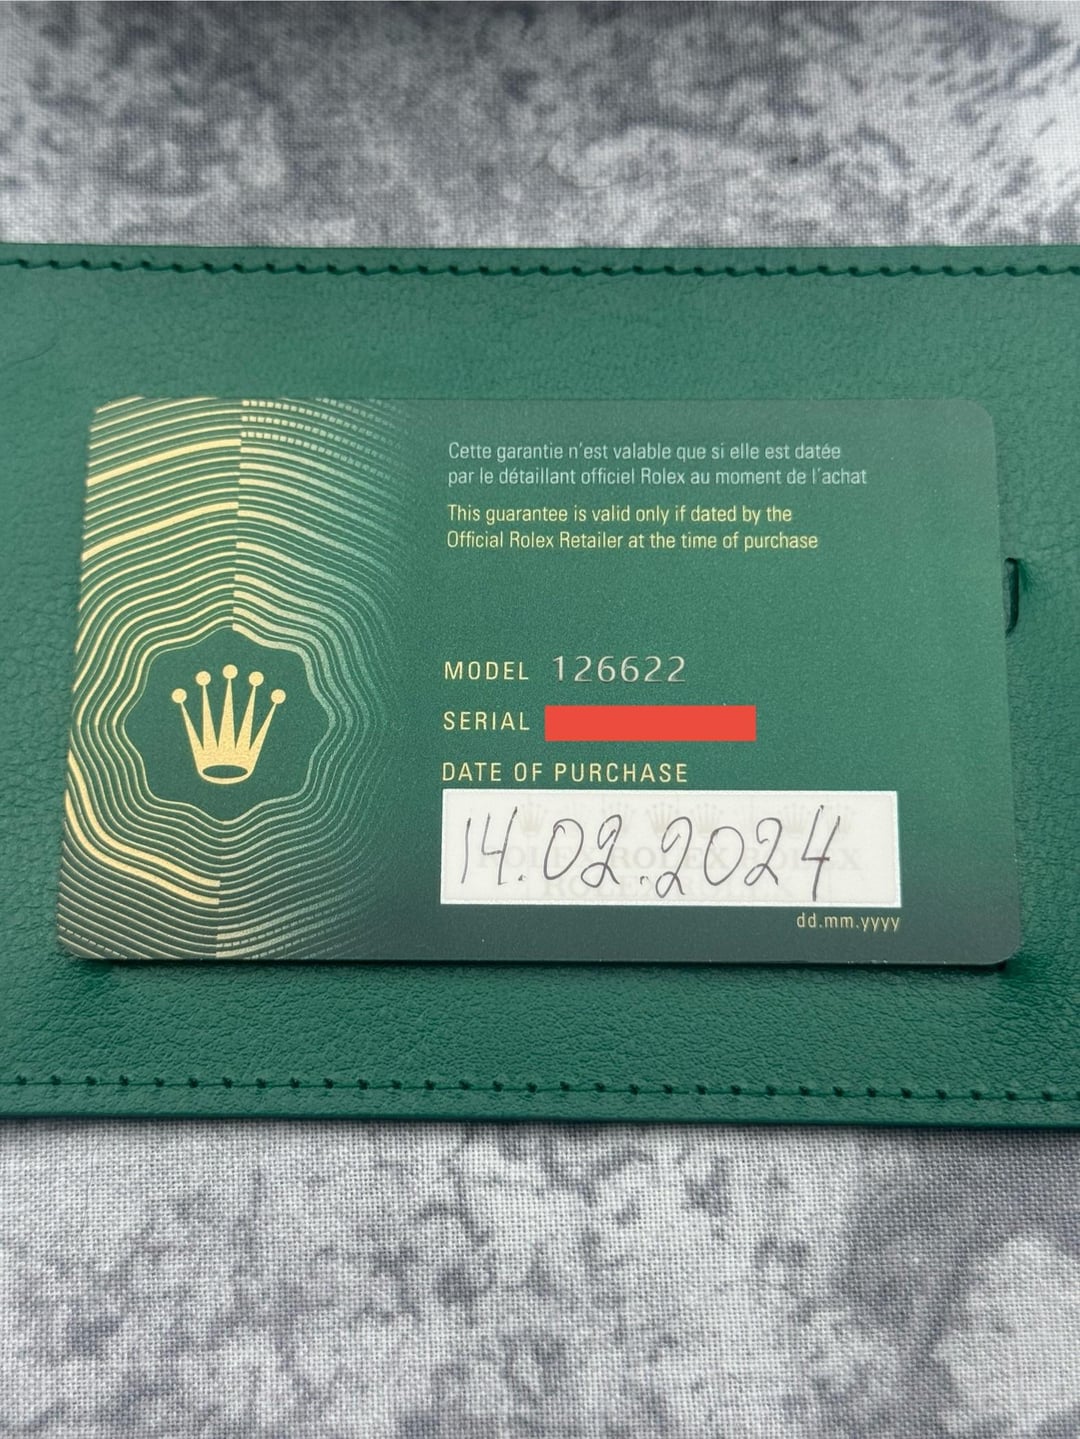 Cette garantie n'est valable que si elle est datée
par le détaillant officiel Rolex au moment de l'achat
This guarantee is valid only if dated by the
Official Rolex Retailer at the time of purchase
MODEL 126622
SERIAL
DATE OF PURCHASE
14.02.2024
dd.mm.yyyy